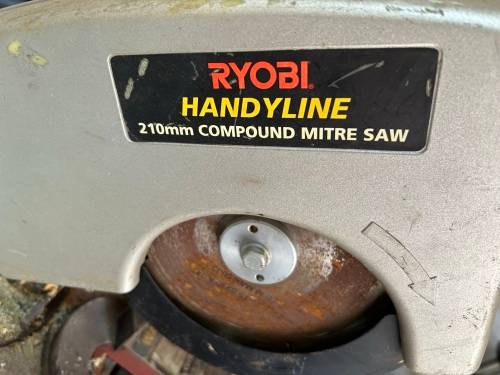 RYOBI
HANDYLINE
210mm COMPOUND MITRE SAW